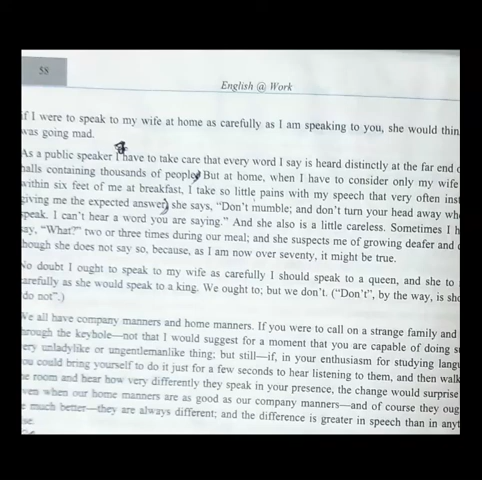 58
English @ Work
if I were to speak to my wife at home as carefully as I am speaking to you, she would thin
was going mad.
As a public speaker I have to take care that every word I say is heard distinctly at the far end
halls containing thousands of people. But at home, when I have to consider only my wife
within six feet of me at breakfast, I take so little pains with my speech that very often ins
giving me the expected answer, she says, "Don't mumble; and don't turn your head away wh
speak. I can't hear a word you are saying." And she also is a little careless. Sometimes I h
ay, "What?" two or three times during our meal; and she suspects me of growing deafer and
hough she does not say so, because, as I am now over seventy, it might be true.
No doubt I ought to speak to my wife as carefully I should speak to a queen, and she to
arefully as she would speak to a king. We ought to; but we don't. ("Don't", by the way, is sho
do not".)
We all have company manners and home manners. If you were to call on a strange family and
hrough the keyhole—not that I would suggest for a moment that you are capable of doing s
ery unladylike or ungentlemanlike thing; but still—if, in your enthusiasm for studying langu
ou could bring yourself to do it just for a few seconds to hear listening to them, and then walk
he room and hear how very differently they speak in your presence, the change would surprise
ven when our home manners are as good as our company manners—and of course they oug
e much better—they are always different; and the difference is greater in speech than in anyt
se.